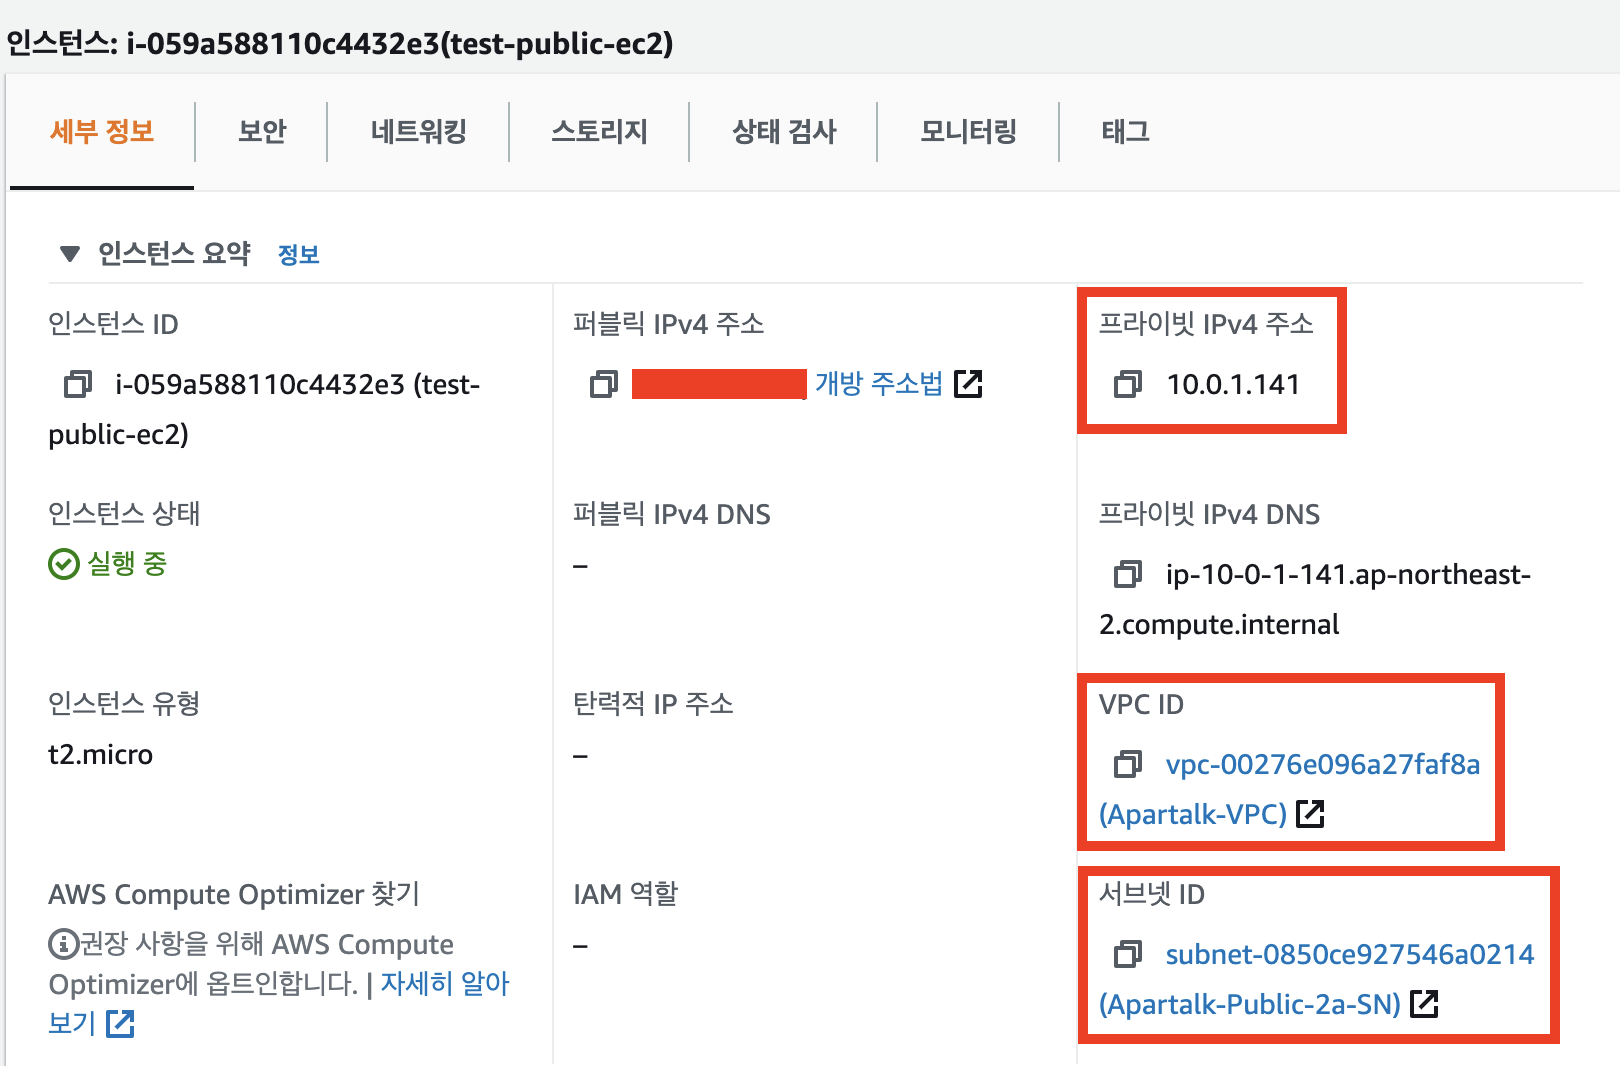 인스턴스: i-059a588110c4432e3(test-public-ec2)
세부 정보
보안
네트워킹
스토리지
상태 검사
모니터링
태그
인스턴스 요약 정보
인스턴스 ID
i-059a588110c4432e3 (test-
public-ec2)
퍼블릭 IPv4 주소
개방 주소법
프라이빗 IPv4 주소
10.0.1.141
인스턴스 상태
실행 중
퍼블릭 IPv4 DNS
–
프라이빗 IPv4 DNS
ip-10-0-1-141.ap-northeast-
2.compute.internal
인스턴스 유형
t2.micro
탄력적 IP 주소
–
VPC ID
vpc-00276e096a27faf8a
(Apartalk-VPC)
AWS Compute Optimizer 찾기
권장 사항을 위해 AWS Compute
Optimizer에 옵트인합니다. | 자세히 알아
보기
IAM 역할
–
서브넷 ID
subnet-0850ce927546a0214
(Apartalk-Public-2a-SN)